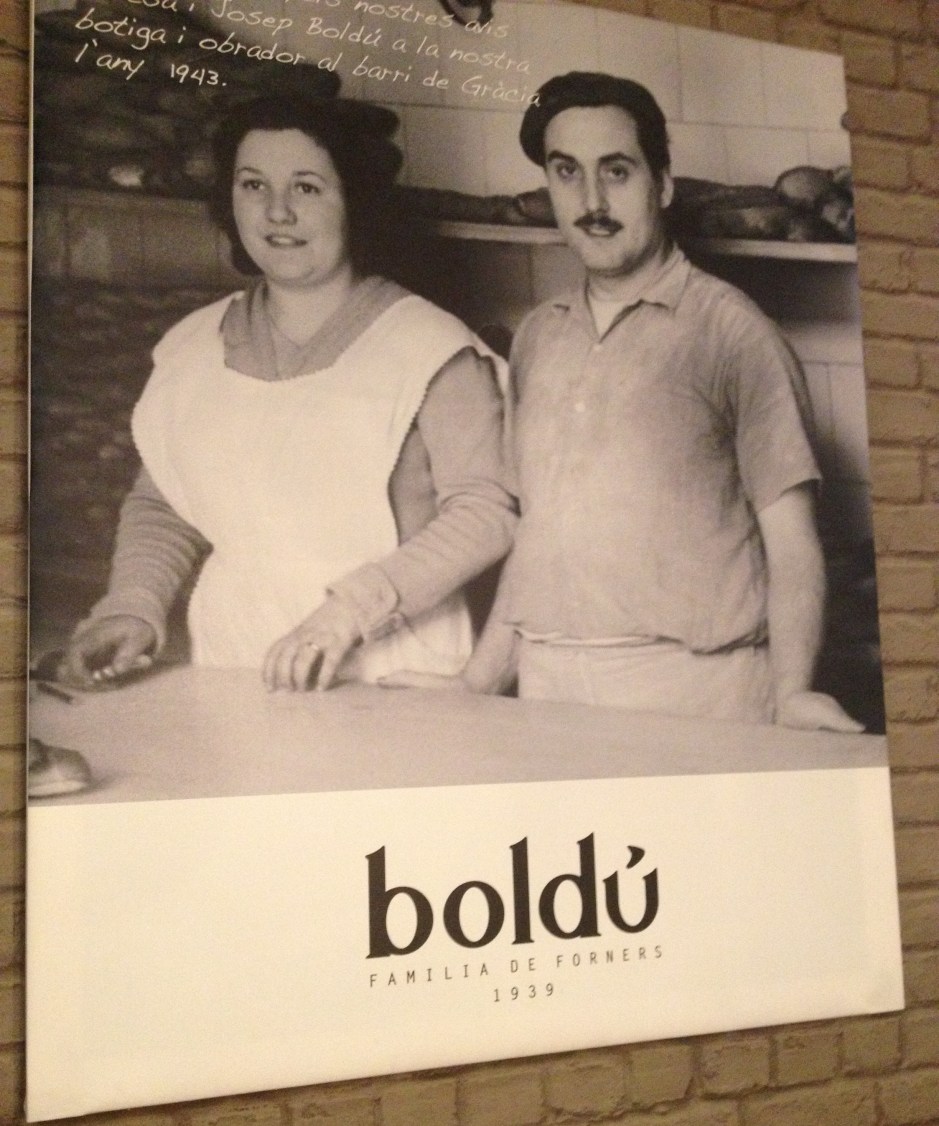 nostres avis
i Josep Boldú a la nostra
botiga i obrador al barri de Gràcia
l'any 1943.
boldú
FAMILIA DE FORNERS
1939